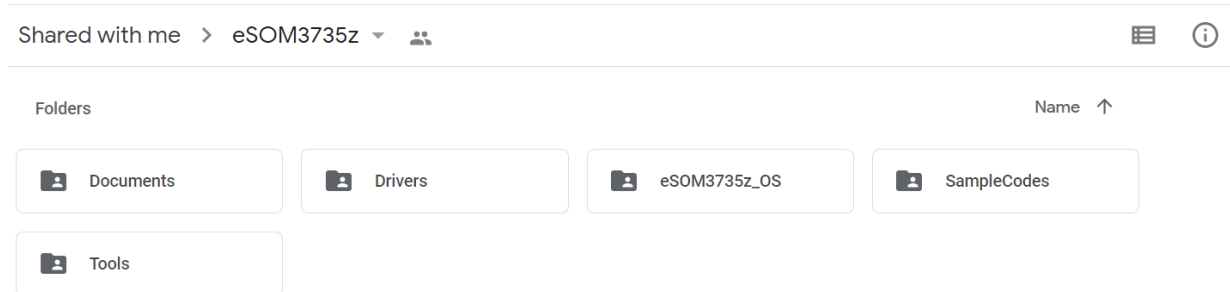 Shared with me > eSOM3735z
Folders
Name ↑
Documents
Drivers
eSOM3735z_OS
SampleCodes
Tools